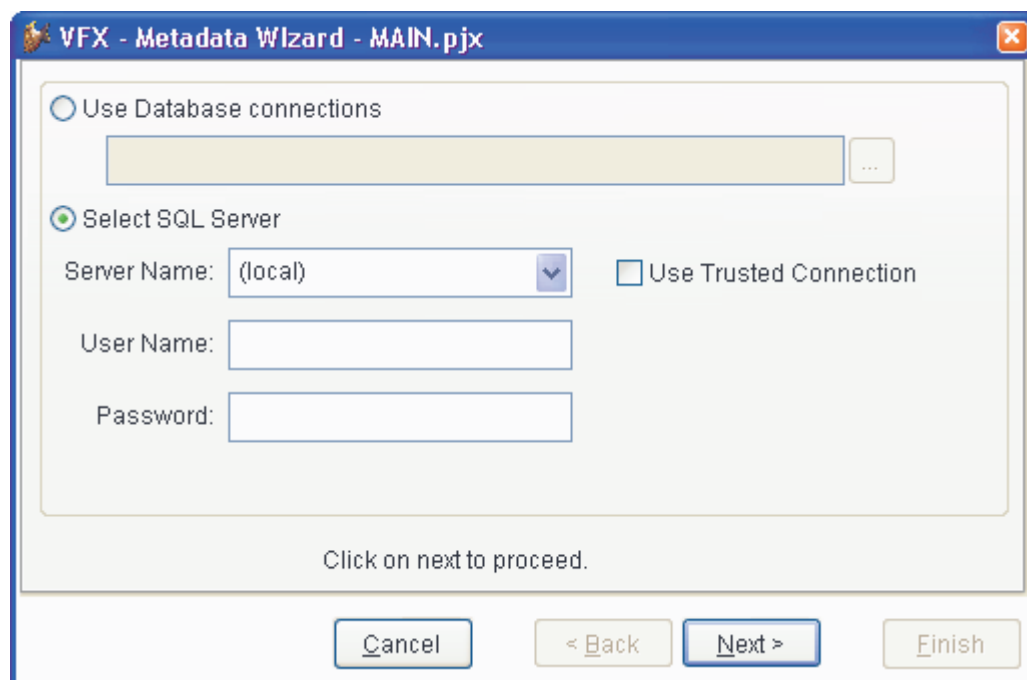 VFX - Metadata WIzard - MAIN.pjx
Use Database connections
...
Select SQL Server
Server Name: (local) Use Trusted Connection
User Name:
Password:
Click on next to proceed.
Cancel < Back Next > Finish